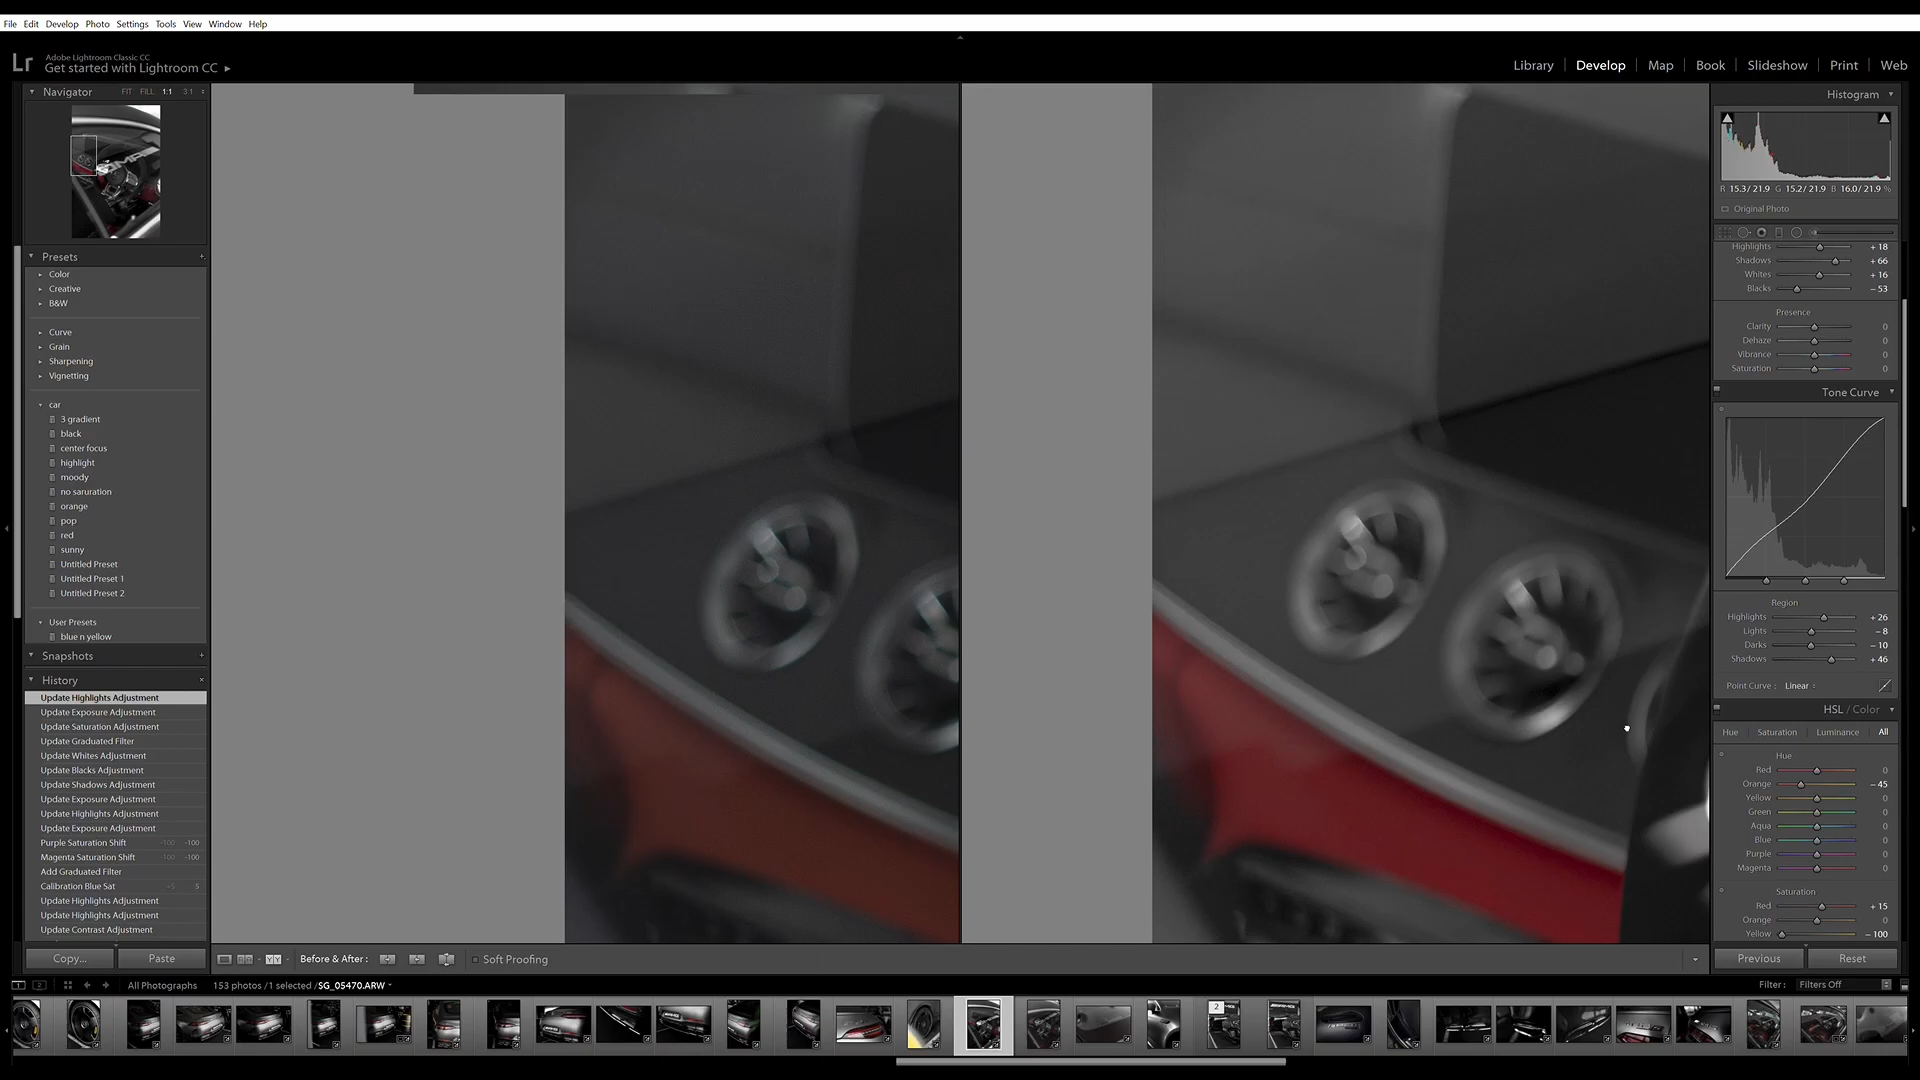 File Edit Develop Photo Settings Tools View Window Help
Lr
Adobe Lightroom Classic CC
Get started with Lightroom CC
Library Develop Map Book Slideshow Print Web
Navigator FIT FILL 1:1 3:1
Presets
Color
Creative
B&W
Curve
Grain
Sharpening
Vignetting
car
3 gradient
black
center focus
highlight
moody
no saturation
orange
pop
red
sunny
Untitled Preset
Untitled Preset 1
Untitled Preset 2
User Presets
blue n yellow
Snapshots
History
Update Highlights Adjustment
Update Exposure Adjustment
Update Saturation Adjustment
Update Graduated Filter
Update Whites Adjustment
Update Blacks Adjustment
Update Shadows Adjustment
Update Exposure Adjustment
Update Highlights Adjustment
Update Exposure Adjustment
Purple Saturation Shift -100 -100
Magenta Saturation Shift -100 -100
Add Graduated Filter
Calibration Blue Sat +5 5
Update Highlights Adjustment
Update Highlights Adjustment
Update Contrast Adjustment
Copy... Paste
Before & After : Soft Proofing
Histogram
R 15.3 / 21.9 G 15.2 / 21.9 B 16.0 / 21.9 %
Original Photo
Highlights + 18
Shadows + 66
Whites + 16
Blacks - 53
Presence
Clarity 0
Dehaze 0
Vibrance 0
Saturation 0
Tone Curve
Region
Highlights + 26
Lights - 8
Darks - 10
Shadows + 46
Point Curve : Linear
HSL / Color
Hue Saturation Luminance All
Hue
Red 0
Orange - 45
Yellow 0
Green 0
Aqua 0
Blue 0
Purple 0
Magenta 0
Saturation
Red + 15
Orange 0
Yellow - 100
Previous Reset
1 2 All Photographs 153 photos / 1 selected / SG_05470.ARW
Filter : Filters Off
2